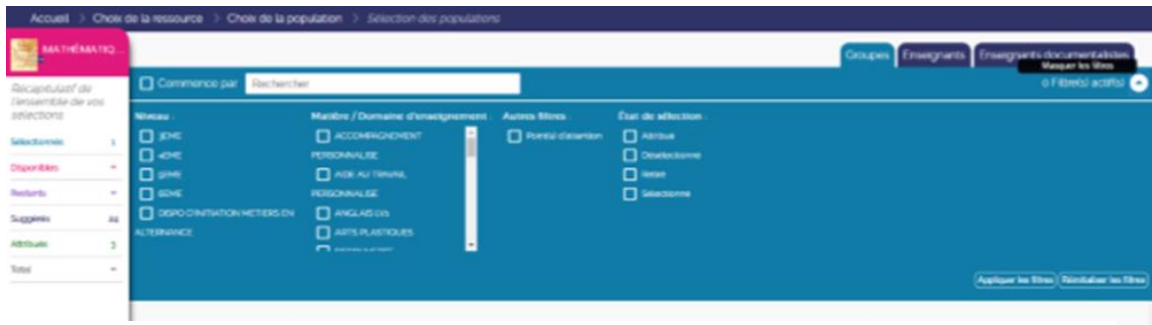 Accueil > Choix de la ressource > Choix de la population > Sélection des populations
MATHÉMATIQ...
Récapitulatif de
l'ensemble de vos
sélections
Sélectionnés 1
Disponibles -
Restants -
Suggérés
Attribués 3
Total -
Groupes Enseignants Enseignants documentalistes
Masquer les filtres
0 Filtre(s) actif(s)
Commence par Rechercher
Niveau :
3EME
4EME
5EME
6EME
DISPO D'INITIATION METIERS EN
ALTERNANCE
Matière / Domaine d'enseignement :
ACCOMPAGNEMENT
PERSONNALISE
AIDE AU TRAVAIL
PERSONNALISE
ANGLAIS LV1
ARTS PLASTIQUES
Autres filtres :
Point(s) d'attention
État de sélection :
Attribué
Désélectionné
Retiré
Sélectionné
Appliquer les filtres Réinitialiser les filtres